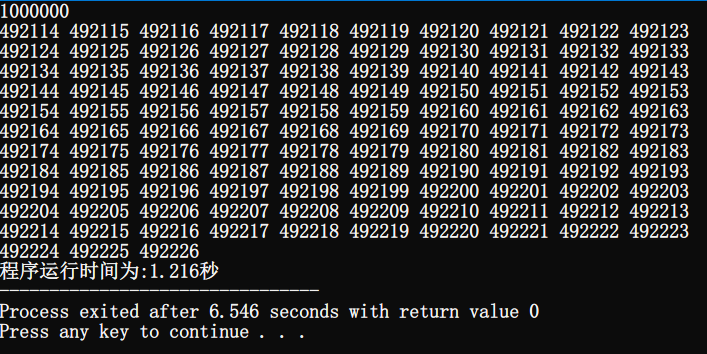 1000000
492114 492115 492116 492117 492118 492119 492120 492121 492122 492123
492124 492125 492126 492127 492128 492129 492130 492131 492132 492133
492134 492135 492136 492137 492138 492139 492140 492141 492142 492143
492144 492145 492146 492147 492148 492149 492150 492151 492152 492153
492154 492155 492156 492157 492158 492159 492160 492161 492162 492163
492164 492165 492166 492167 492168 492169 492170 492171 492172 492173
492174 492175 492176 492177 492178 492179 492180 492181 492182 492183
492184 492185 492186 492187 492188 492189 492190 492191 492192 492193
492194 492195 492196 492197 492198 492199 492200 492201 492202 492203
492204 492205 492206 492207 492208 492209 492210 492211 492212 492213
492214 492215 492216 492217 492218 492219 492220 492221 492222 492223
492224 492225 492226
程序运行时间为:1.216秒
--------------------------------
Process exited after 6.546 seconds with return value 0
Press any key to continue . . .